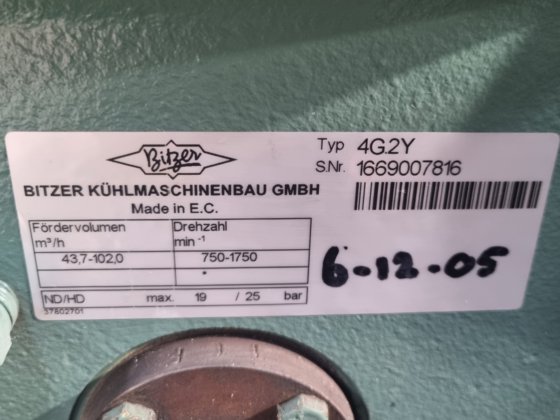 Bitzer
Typ 4G.2Y
S.Nr. 1669007816
BITZER KÜHLMASCHINENBAU GMBH
Made in E.C.
Fördervolumen Drehzahl
m³/h min -1
43,7-102,0 750-1750
6-12-05
ND/HD max. 19 / 25 bar
37802701